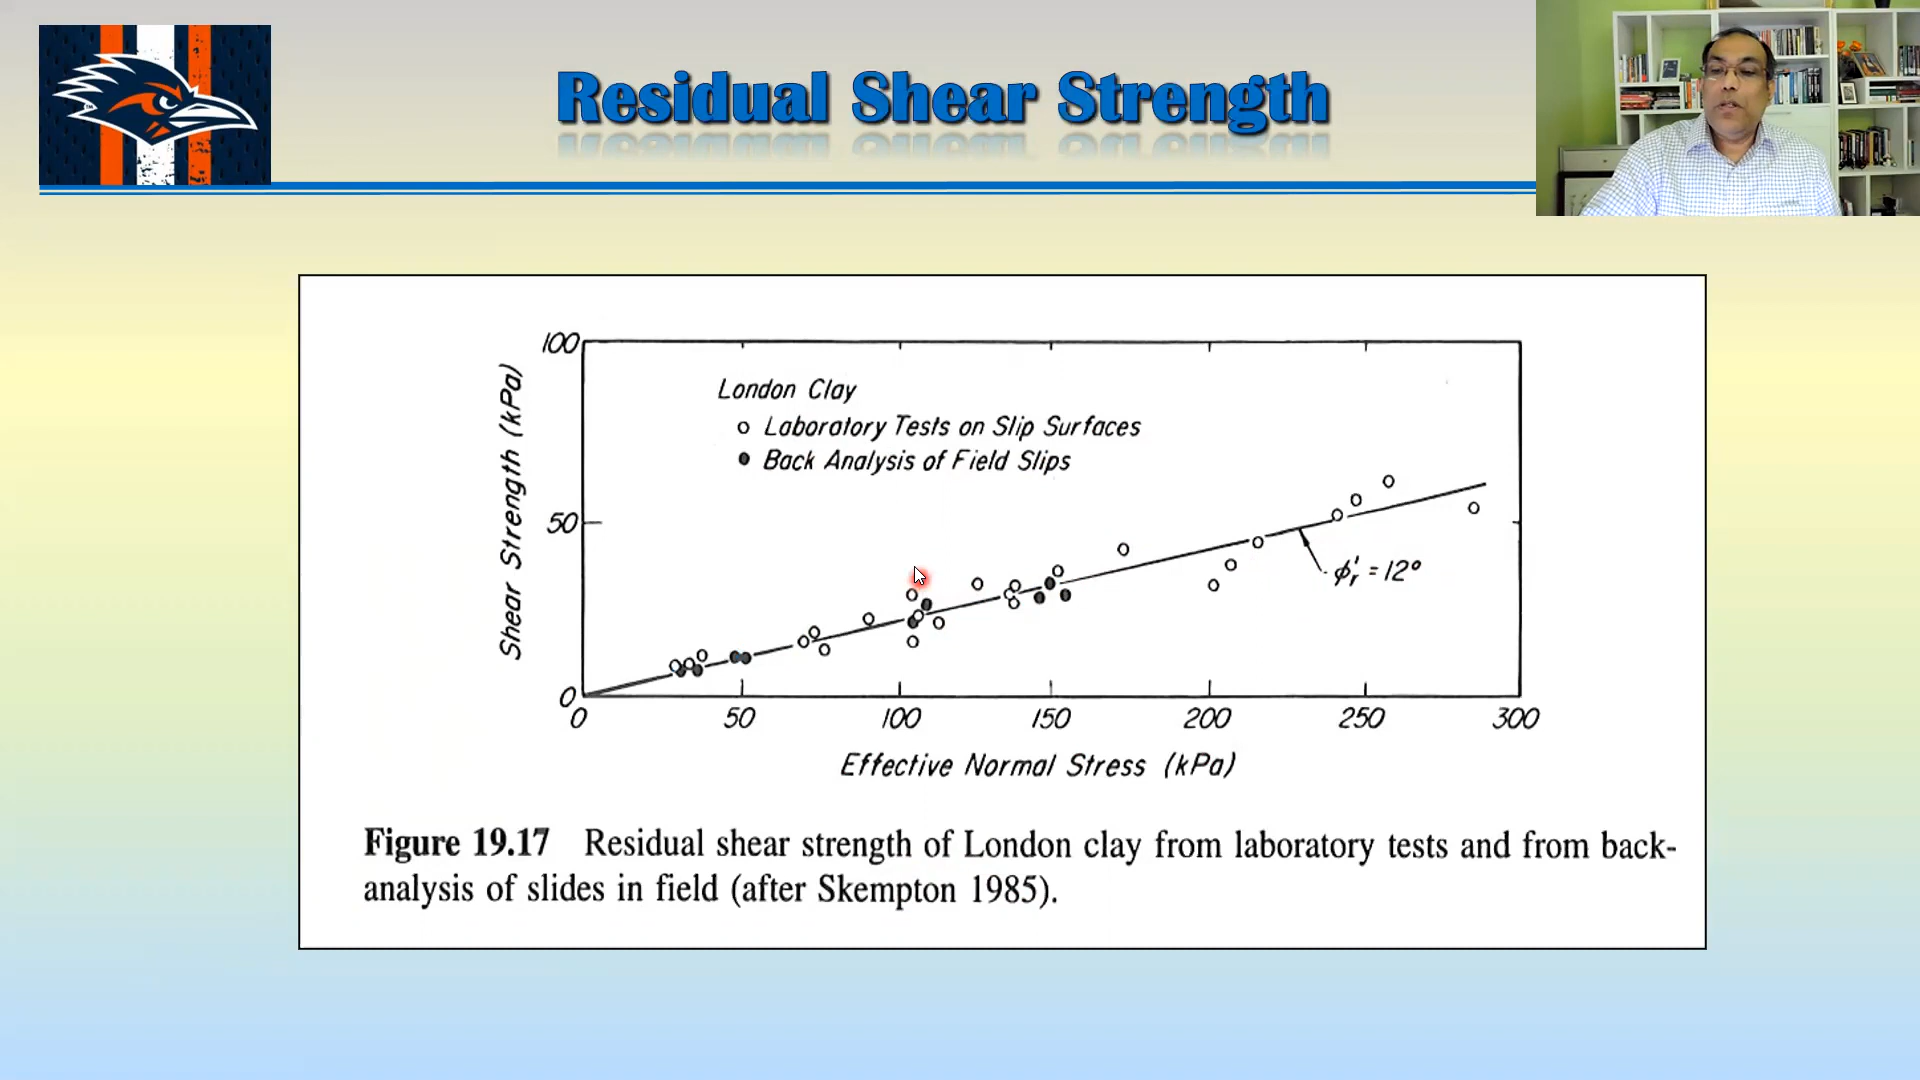 Residual Shear Strength
100
London Clay
Laboratory Tests on Slip Surfaces
Back Analysis of Field Slips
50
Shear Strength (kPa)
ϕ'r = 12°
0
0 50 100 150 200 250 300
Effective Normal Stress (kPa)
Figure 19.17 Residual shear strength of London clay from laboratory tests and from back-
analysis of slides in field (after Skempton 1985).